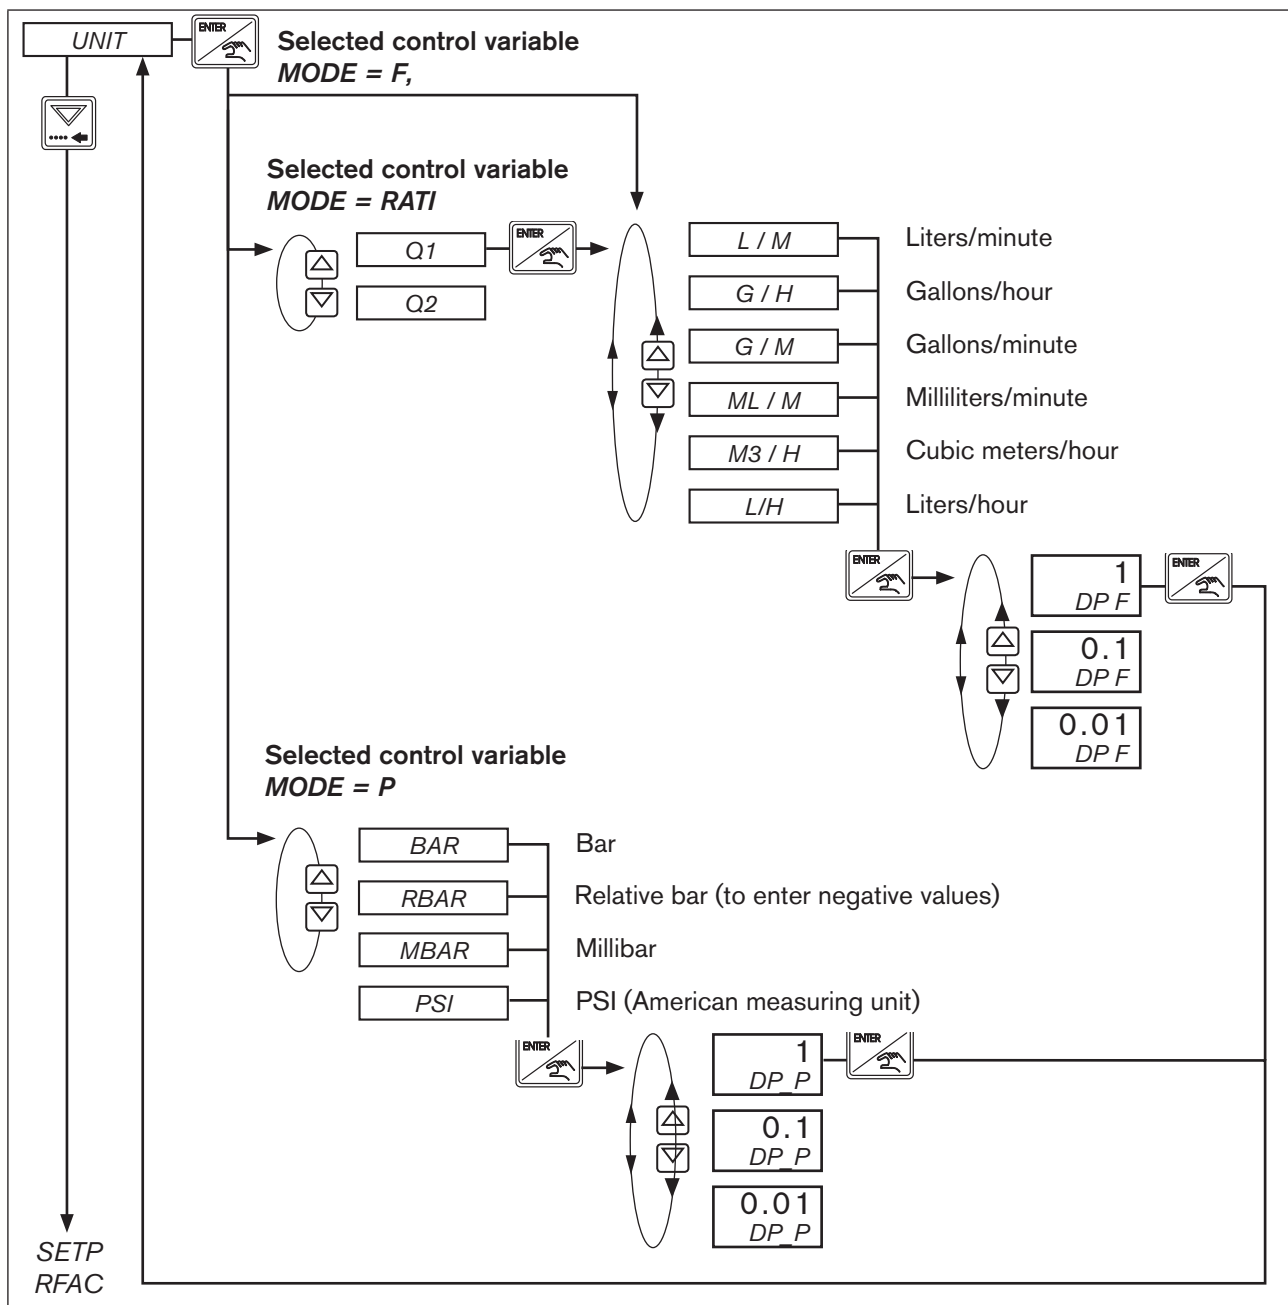 UNIT
ENTER
Selected control variable
MODE = F,
Selected control variable
MODE = RATI
Q1
ENTER
Q2
L / M
Liters/minute
G / H
Gallons/hour
G / M
Gallons/minute
ML / M
Milliliters/minute
M3 / H
Cubic meters/hour
L/H
Liters/hour
ENTER
1
DP F
ENTER
0.1
DP F
0.01
DP F
Selected control variable
MODE = P
BAR
Bar
RBAR
Relative bar (to enter negative values)
MBAR
Millibar
PSI
PSI (American measuring unit)
ENTER
1
DP_P
ENTER
0.1
DP_P
0.01
DP_P
SETP
RFAC